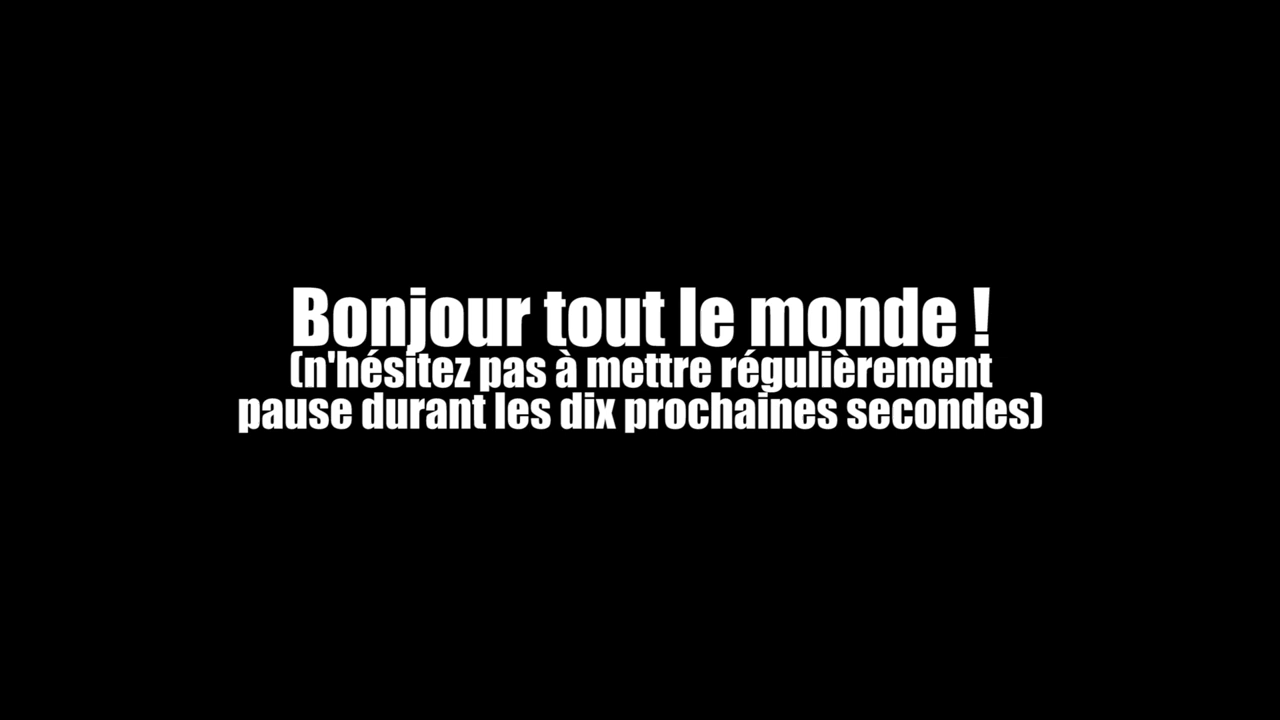 Bonjour tout le monde !
(n'hésitez pas à mettre régulièrement
pause durant les dix prochaines secondes)